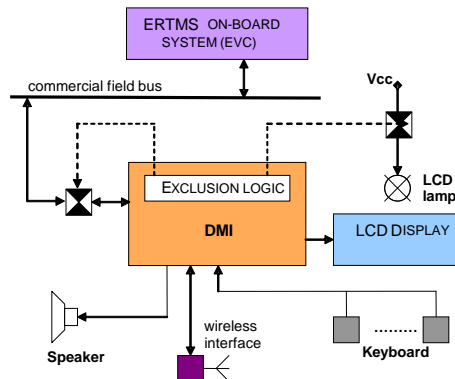 ERTMS ON-BOARD
SYSTEM (EVC)
commercial field bus
Vcc
EXCLUSION LOGIC
LCD
lamp
DMI
LCD DISPLAY
wireless
interface
Speaker
.........
Keyboard